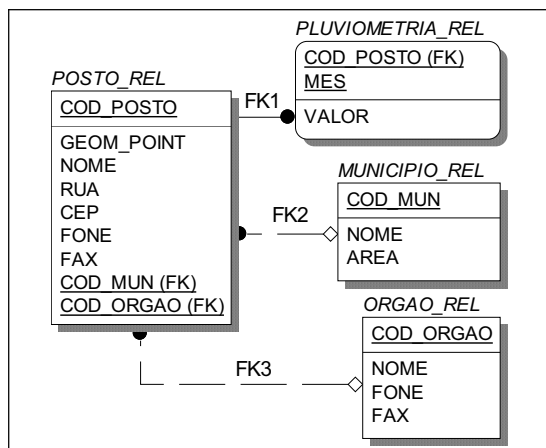 PLUVIOMETRIA_REL
COD_POSTO (FK)
MES
VALOR
POSTO_REL
COD_POSTO
GEOM_POINT
NOME
RUA
CEP
FONE
FAX
COD_MUN (FK)
COD_ORGAO (FK)
FK1
MUNICIPIO_REL
COD_MUN
NOME
AREA
FK2
ORGAO_REL
COD_ORGAO
NOME
FONE
FAX
FK3